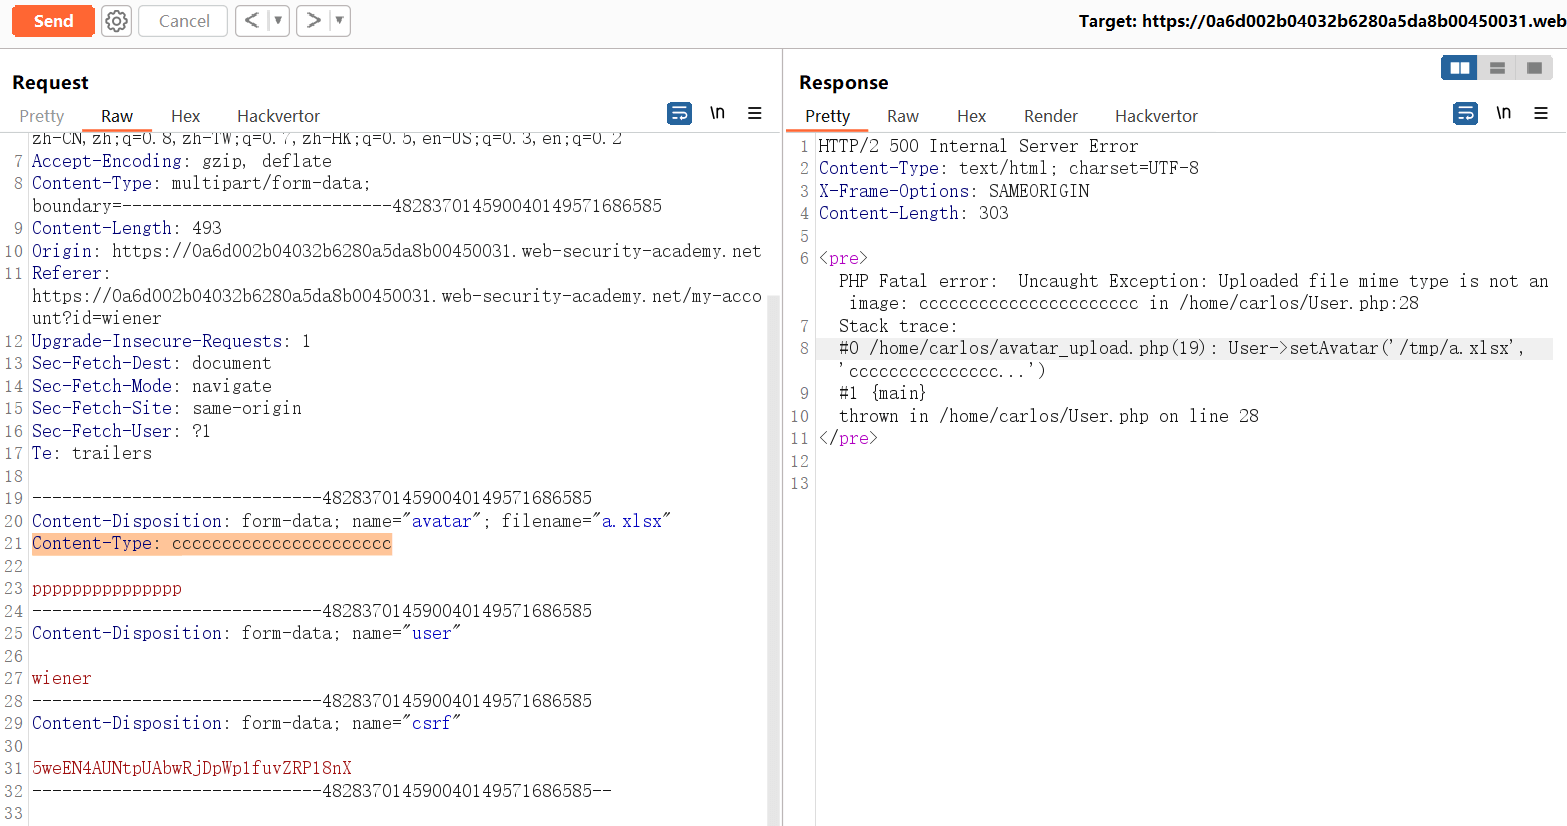 Send
Cancel
< ▼
> ▼
Target: https://0a6d002b04032b6280a5da8b00450031.web
Request
Pretty Raw Hex Hackvertor
\n
zh-CN,zh;q=0.8,zh-TW;q=0.7,zh-HK;q=0.5,en-US;q=0.3,en;q=0.2
7 Accept-Encoding: gzip, deflate
8 Content-Type: multipart/form-data;
boundary=---------------------------482837014590040149571686585
9 Content-Length: 493
10 Origin: https://0a6d002b04032b6280a5da8b00450031.web-security-academy.net
11 Referer:
https://0a6d002b04032b6280a5da8b00450031.web-security-academy.net/my-acco
unt?id=wiener
12 Upgrade-Insecure-Requests: 1
13 Sec-Fetch-Dest: document
14 Sec-Fetch-Mode: navigate
15 Sec-Fetch-Site: same-origin
16 Sec-Fetch-User: ?1
17 Te: trailers
18
19 -----------------------------482837014590040149571686585
20 Content-Disposition: form-data; name="avatar"; filename="a.xlsx"
21 Content-Type: cccccccccccccccccccccc
22
23 ppppppppppppppp
24 -----------------------------482837014590040149571686585
25 Content-Disposition: form-data; name="user"
26
27 wiener
28 -----------------------------482837014590040149571686585
29 Content-Disposition: form-data; name="csrf"
30
31 5weEN4AUNtpUAbwRjDpWp1fuvZRP18nX
32 -----------------------------482837014590040149571686585--
33
Response
Pretty Raw Hex Render Hackvertor
\n
1 HTTP/2 500 Internal Server Error
2 Content-Type: text/html; charset=UTF-8
3 X-Frame-Options: SAMEORIGIN
4 Content-Length: 303
5
6 <pre>
PHP Fatal error:  Uncaught Exception: Uploaded file mime type is not an
image: cccccccccccccccccccccc in /home/carlos/User.php:28
7 Stack trace:
8 #0 /home/carlos/avatar_upload.php(19): User->setAvatar('/tmp/a.xlsx',
'ccccccccccccccc...')
9 #1 {main}
10 thrown in /home/carlos/User.php on line 28
11 </pre>
12
13